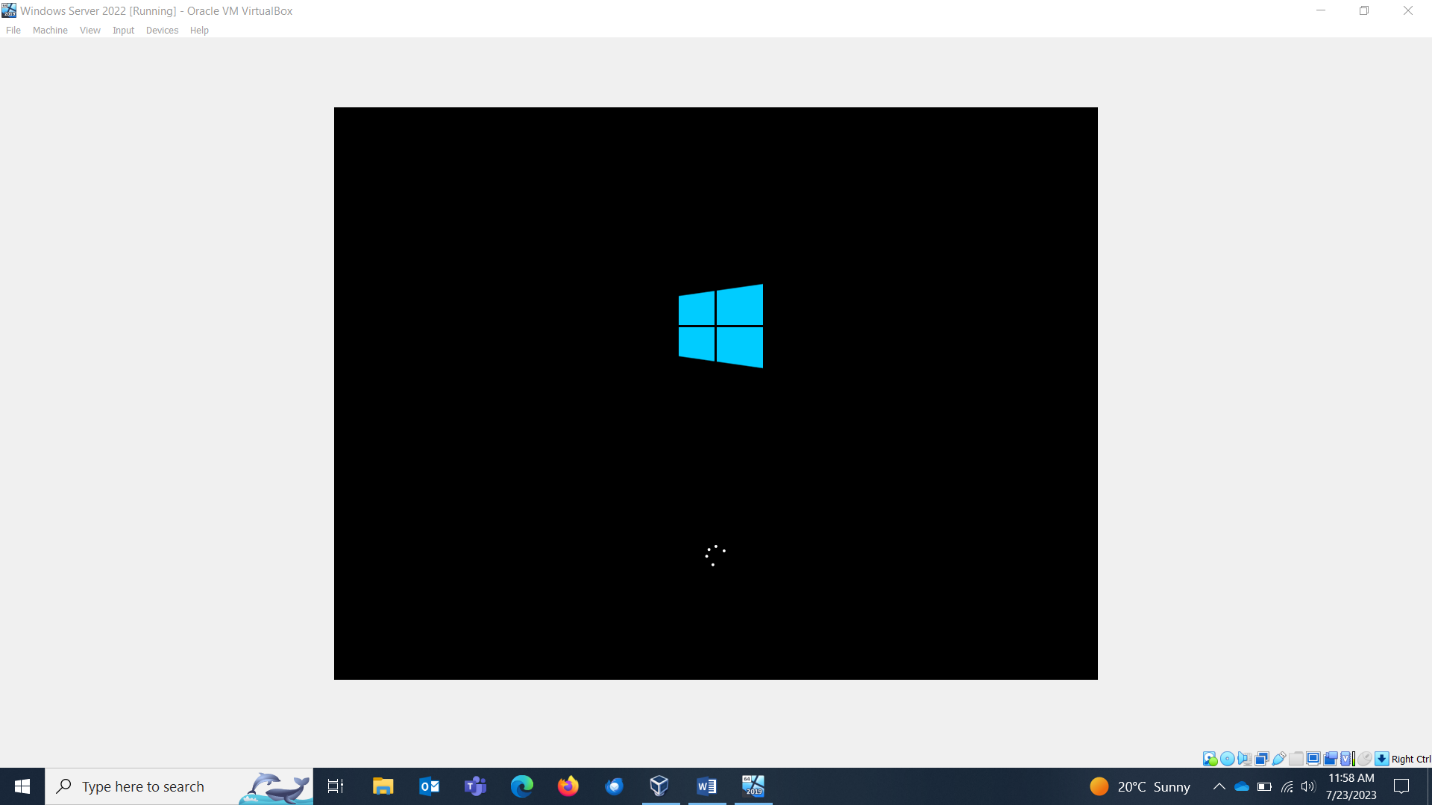 Windows Server 2022 [Running] - Oracle VM VirtualBox
File Machine View Input Devices Help
Right Ctrl
Type here to search
20°C Sunny
11:58 AM
7/23/2023